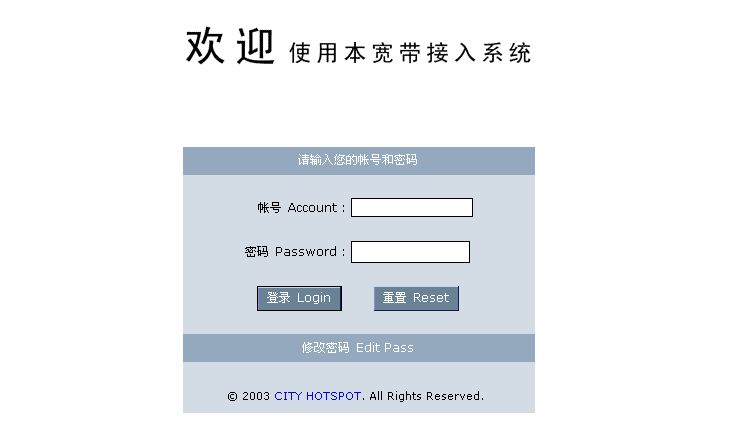 欢迎 使用本宽带接入系统
请输入您的帐号和密码
帐号 Account :
密码 Password :
登录 Login 重置 Reset
修改密码 Edit Pass
© 2003 CITY HOTSPOT. All Rights Reserved.